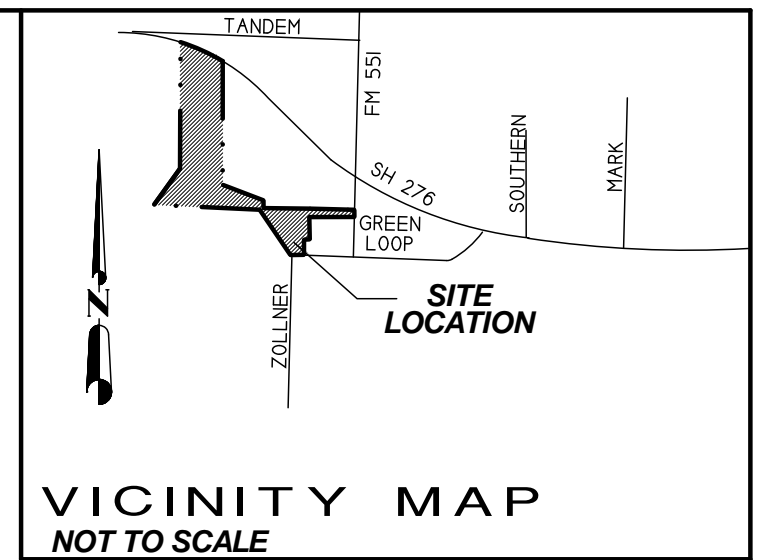 TANDEM
FM 551
SH 276
SOUTHERN
MARK
GREEN
LOOP
ZOLLNER
SITE
LOCATION
N
VICINITY MAP
NOT TO SCALE